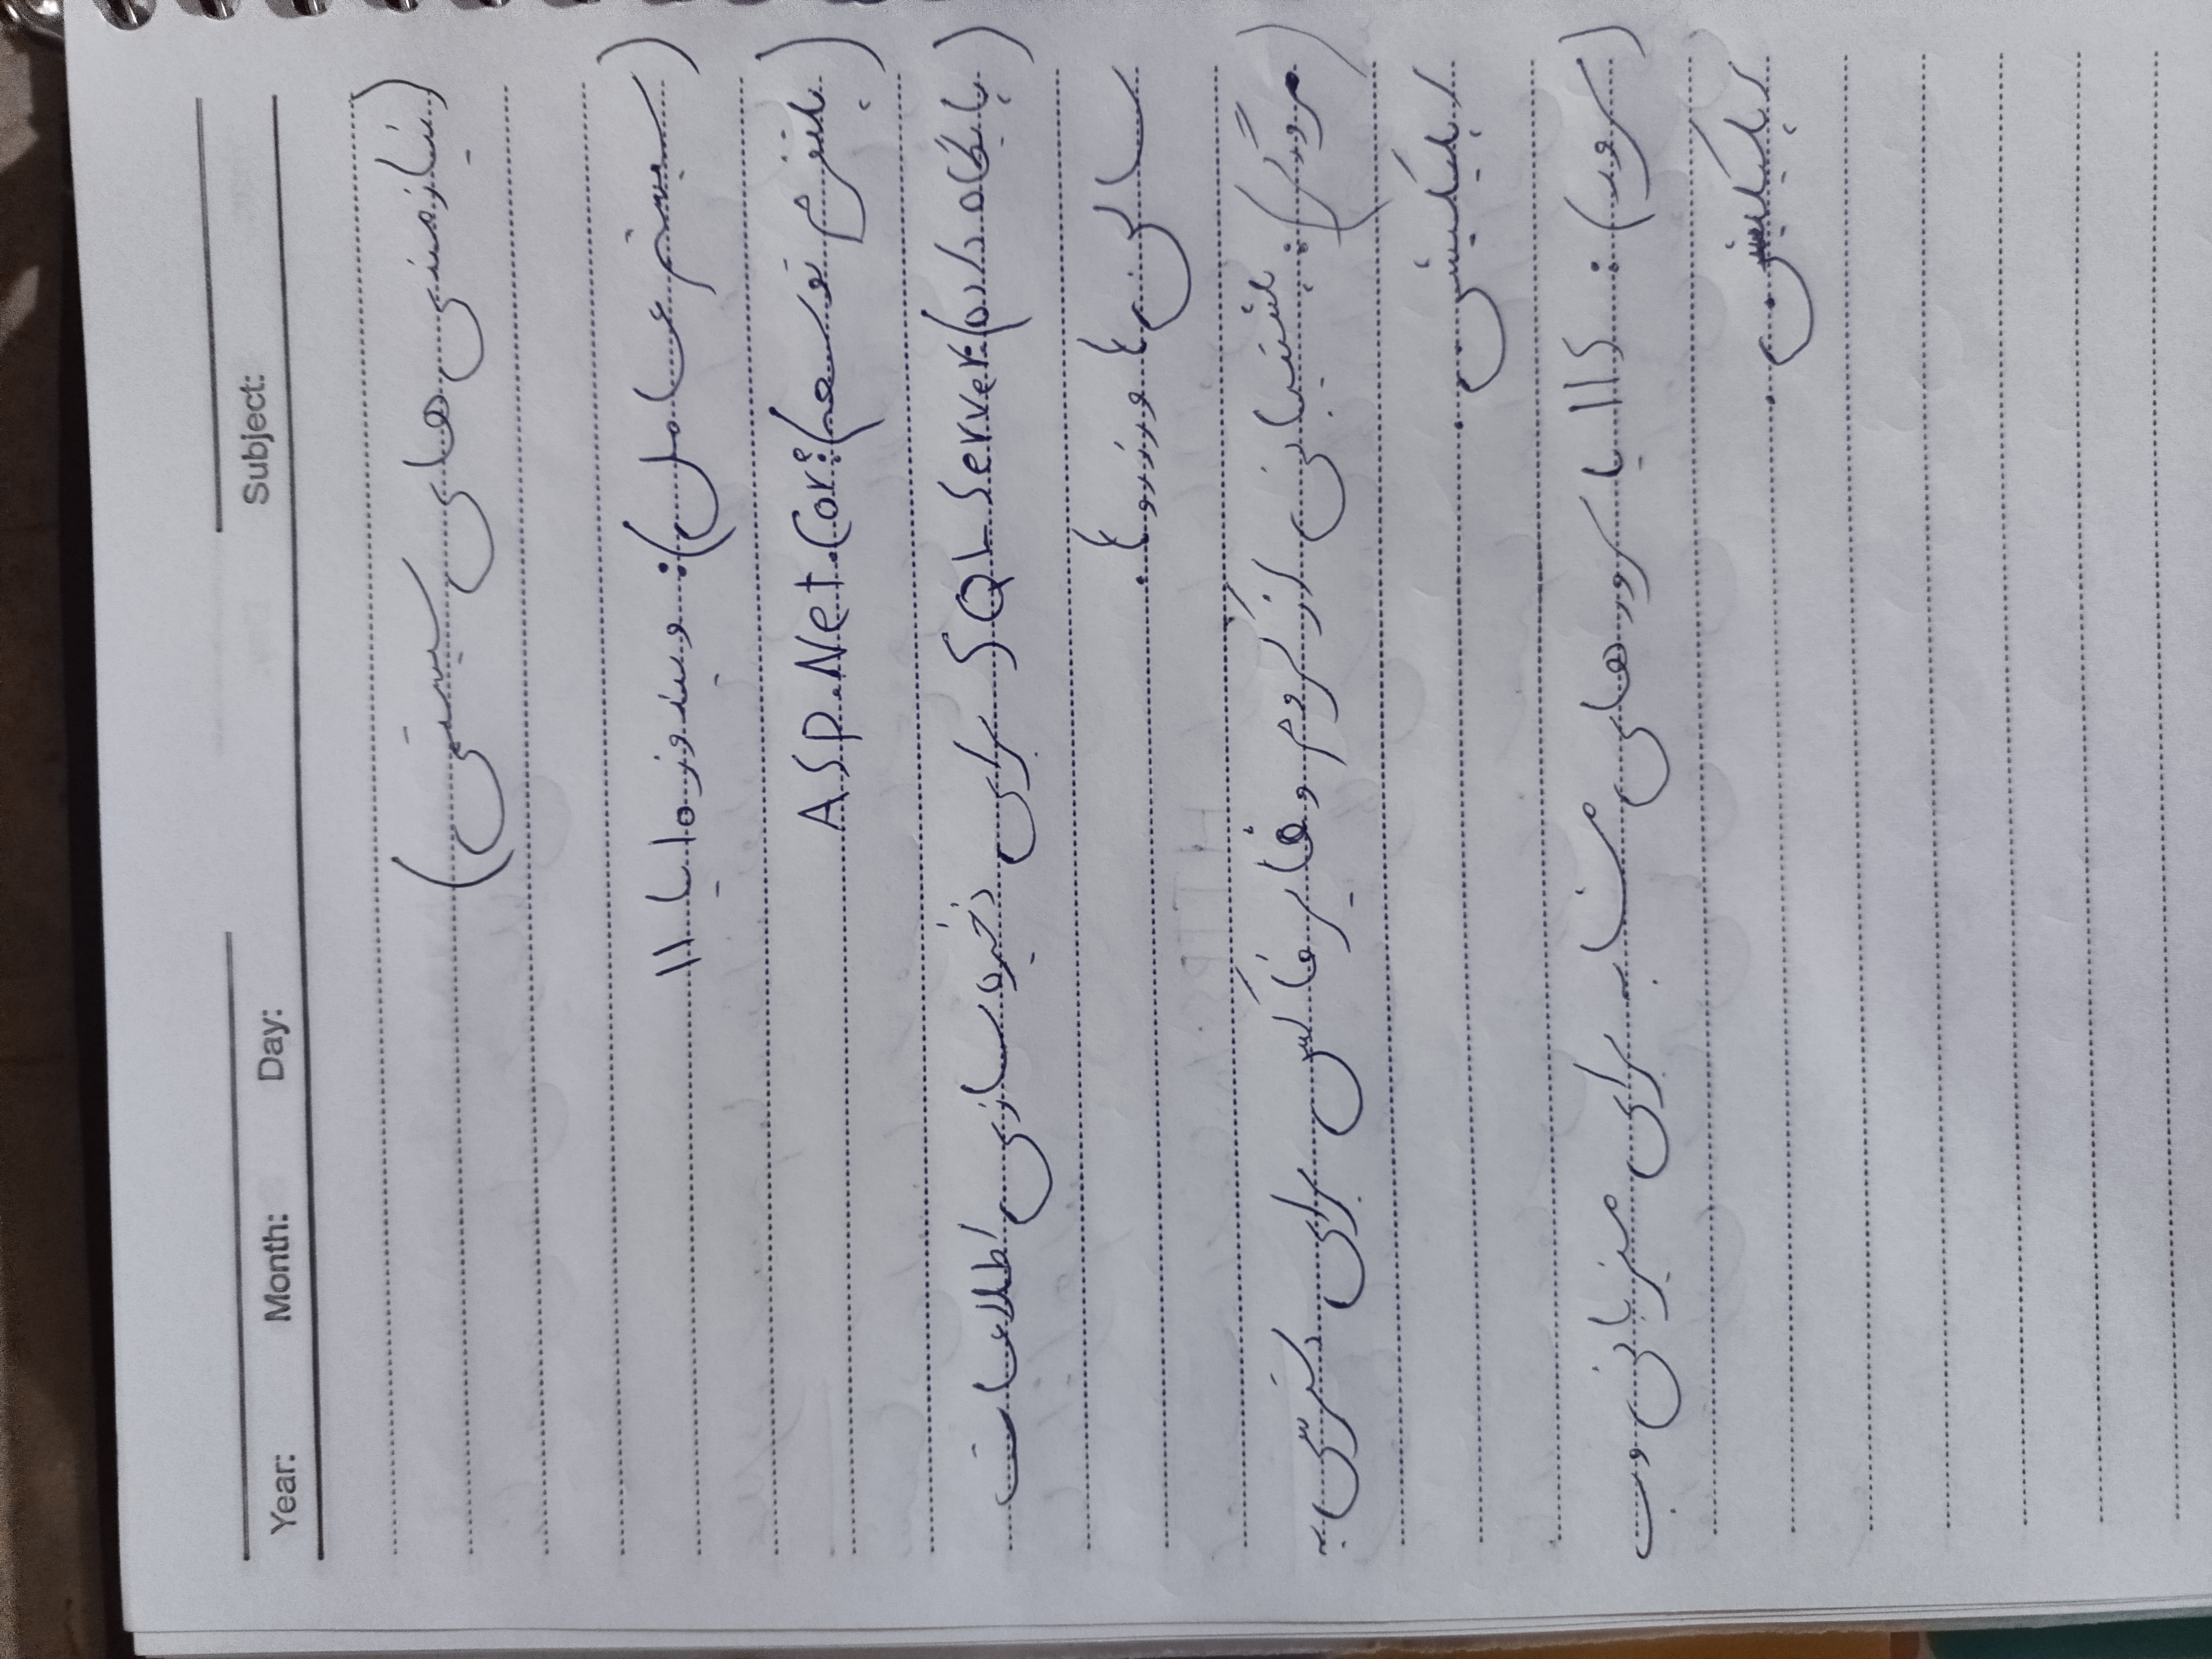 Year: Month: Day: Subject:
(نیازمندی های سیستمی)
(سیستم عامل): ویندوز 10 یا 11
(پلتفرم توسعه): ASP.Net.Core
(پایگاه داده): SQL Server برای ذخیره سازی اطلاعات
سالن ها و رزروها.
(مرورگر): پشتیبانی از کروم و فایرفاکس برای دسترسی به
اپلیکیشن.
(سرور): IIS یا سرورهای مشابه برای میزبانی وب
اپلیکیشن.